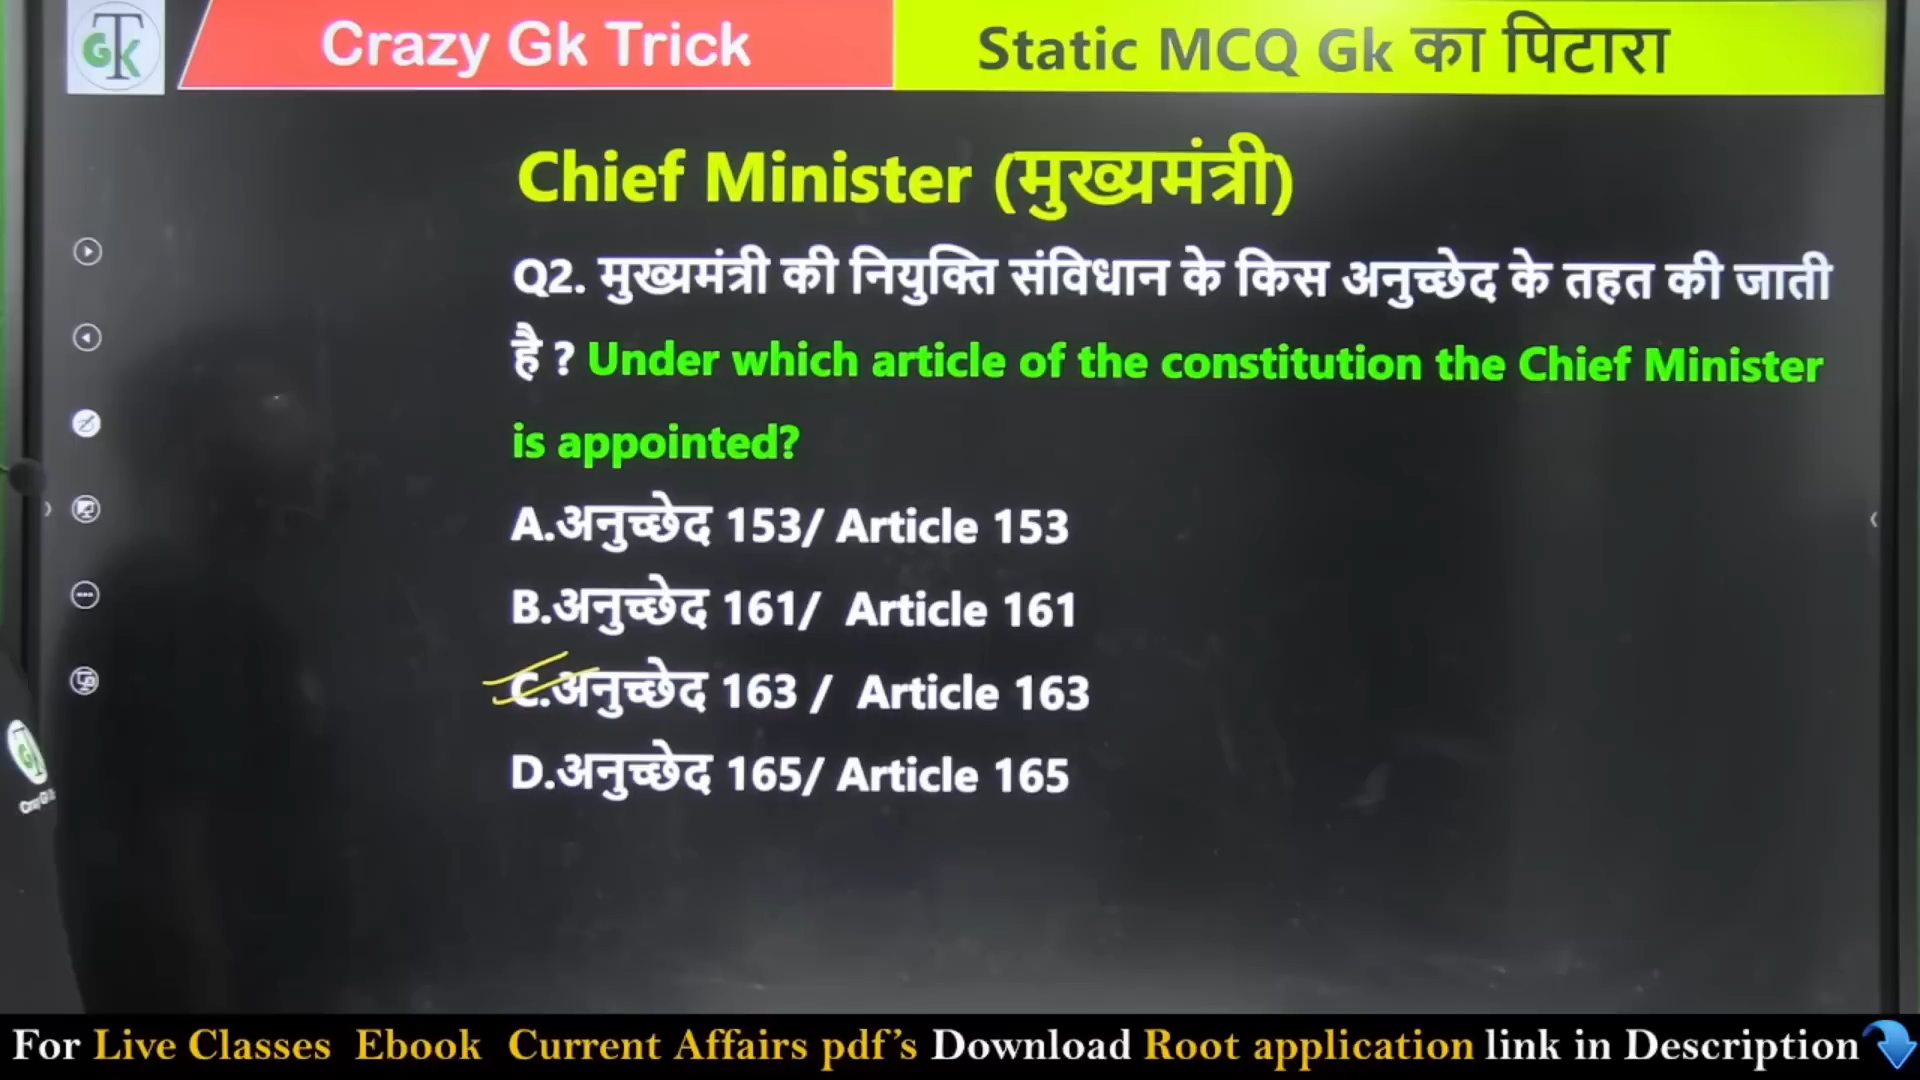 GTK
Crazy Gk Trick
Static MCQ Gk का पिटारा
Chief Minister (मुख्यमंत्री)
Q2. मुख्यमंत्री की नियुक्ति संविधान के किस अनुच्छेद के तहत की जाती
है ? Under which article of the constitution the Chief Minister
is appointed?
A.अनुच्छेद 153/ Article 153
B.अनुच्छेद 161/ Article 161
C.अनुच्छेद 163 / Article 163
D.अनुच्छेद 165/ Article 165
For Live Classes Ebook Current Affairs pdf’s Download Root application link in Description